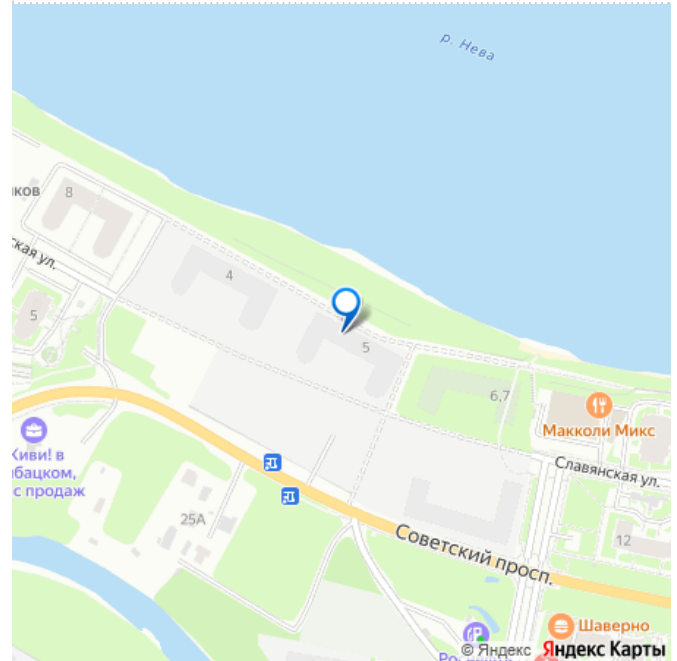 р. Нева
ков
8
ская ул.
4
5
5
6,7
Макколи Микс
Славянская ул.
Живи! в
бацком,
с продаж
25А
Советский просп.
12
Шаверно
© Яндекс Яндекс Карты